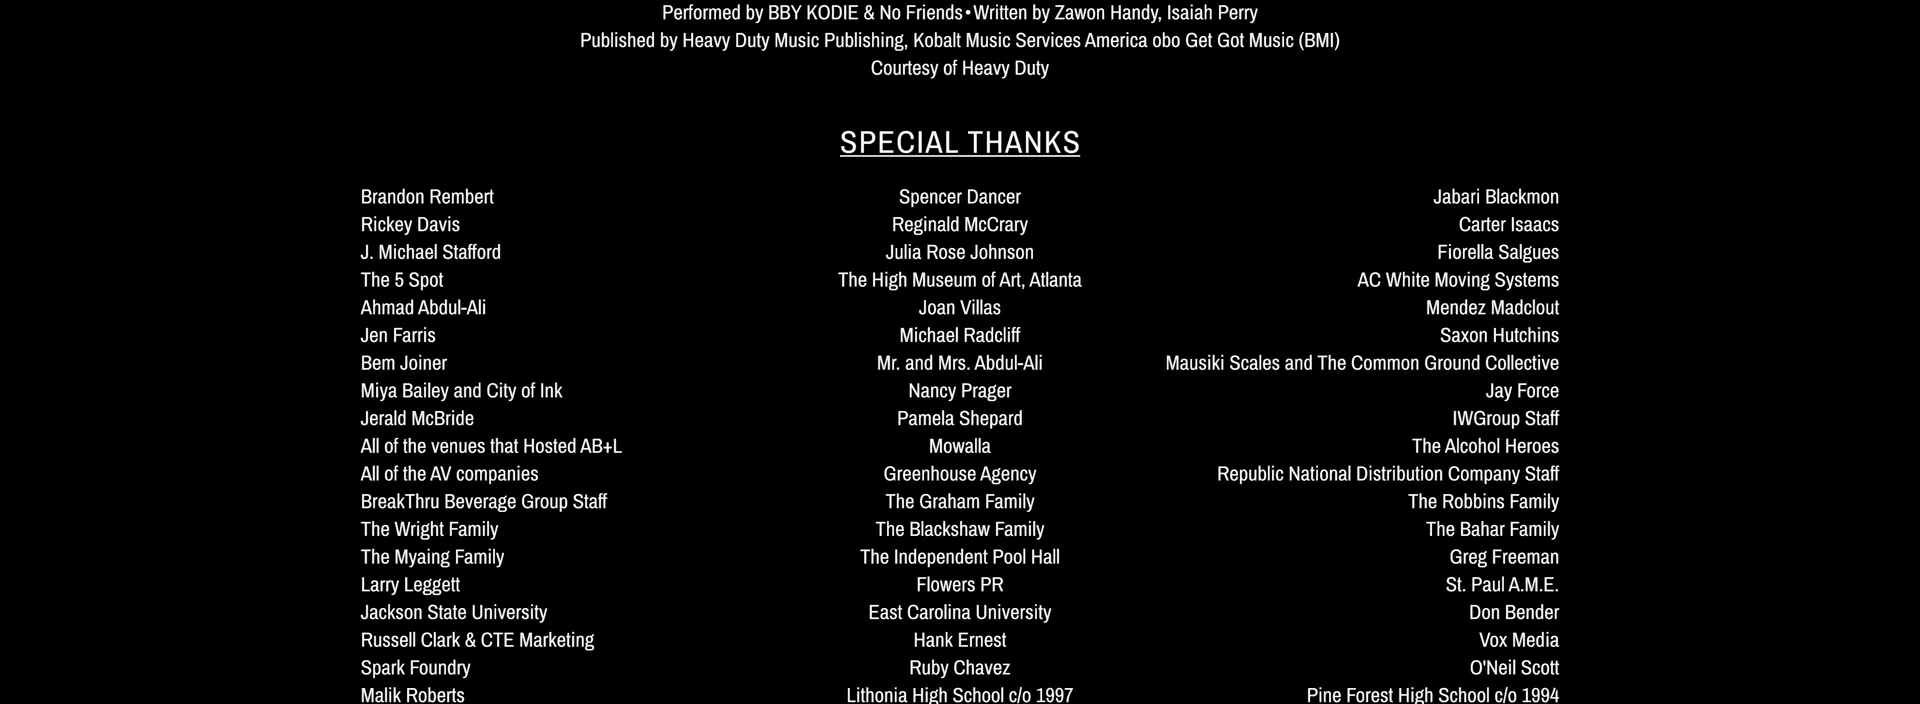 Performed by BBY KODIE & No Friends • Written by Zawon Handy, Isaiah Perry
Published by Heavy Duty Music Publishing, Kobalt Music Services America obo Get Got Music (BMI)
Courtesy of Heavy Duty
SPECIAL THANKS
Brandon Rembert Spencer Dancer Jabari Blackmon
Rickey Davis Reginald McCrary Carter Isaacs
J. Michael Stafford Julia Rose Johnson Fiorella Salgues
The 5 Spot The High Museum of Art, Atlanta AC White Moving Systems
Ahmad Abdul-Ali Joan Villas Mendez Madclout
Jen Farris Michael Radcliff Saxon Hutchins
Bem Joiner Mr. and Mrs. Abdul-Ali Mausiki Scales and The Common Ground Collective
Miya Bailey and City of Ink Nancy Prager Jay Force
Jerald McBride Pamela Shepard IWGroup Staff
All of the venues that Hosted AB+L Mowalla The Alcohol Heroes
All of the AV companies Greenhouse Agency Republic National Distribution Company Staff
BreakThru Beverage Group Staff The Graham Family The Robbins Family
The Wright Family The Blackshaw Family The Bahar Family
The Myaing Family The Independent Pool Hall Greg Freeman
Larry Leggett Flowers PR St. Paul A.M.E.
Jackson State University East Carolina University Don Bender
Russell Clark & CTE Marketing Hank Ernest Vox Media
Spark Foundry Ruby Chavez O'Neil Scott
Malik Roberts Lithonia High School c/o 1997 Pine Forest High School c/o 1994